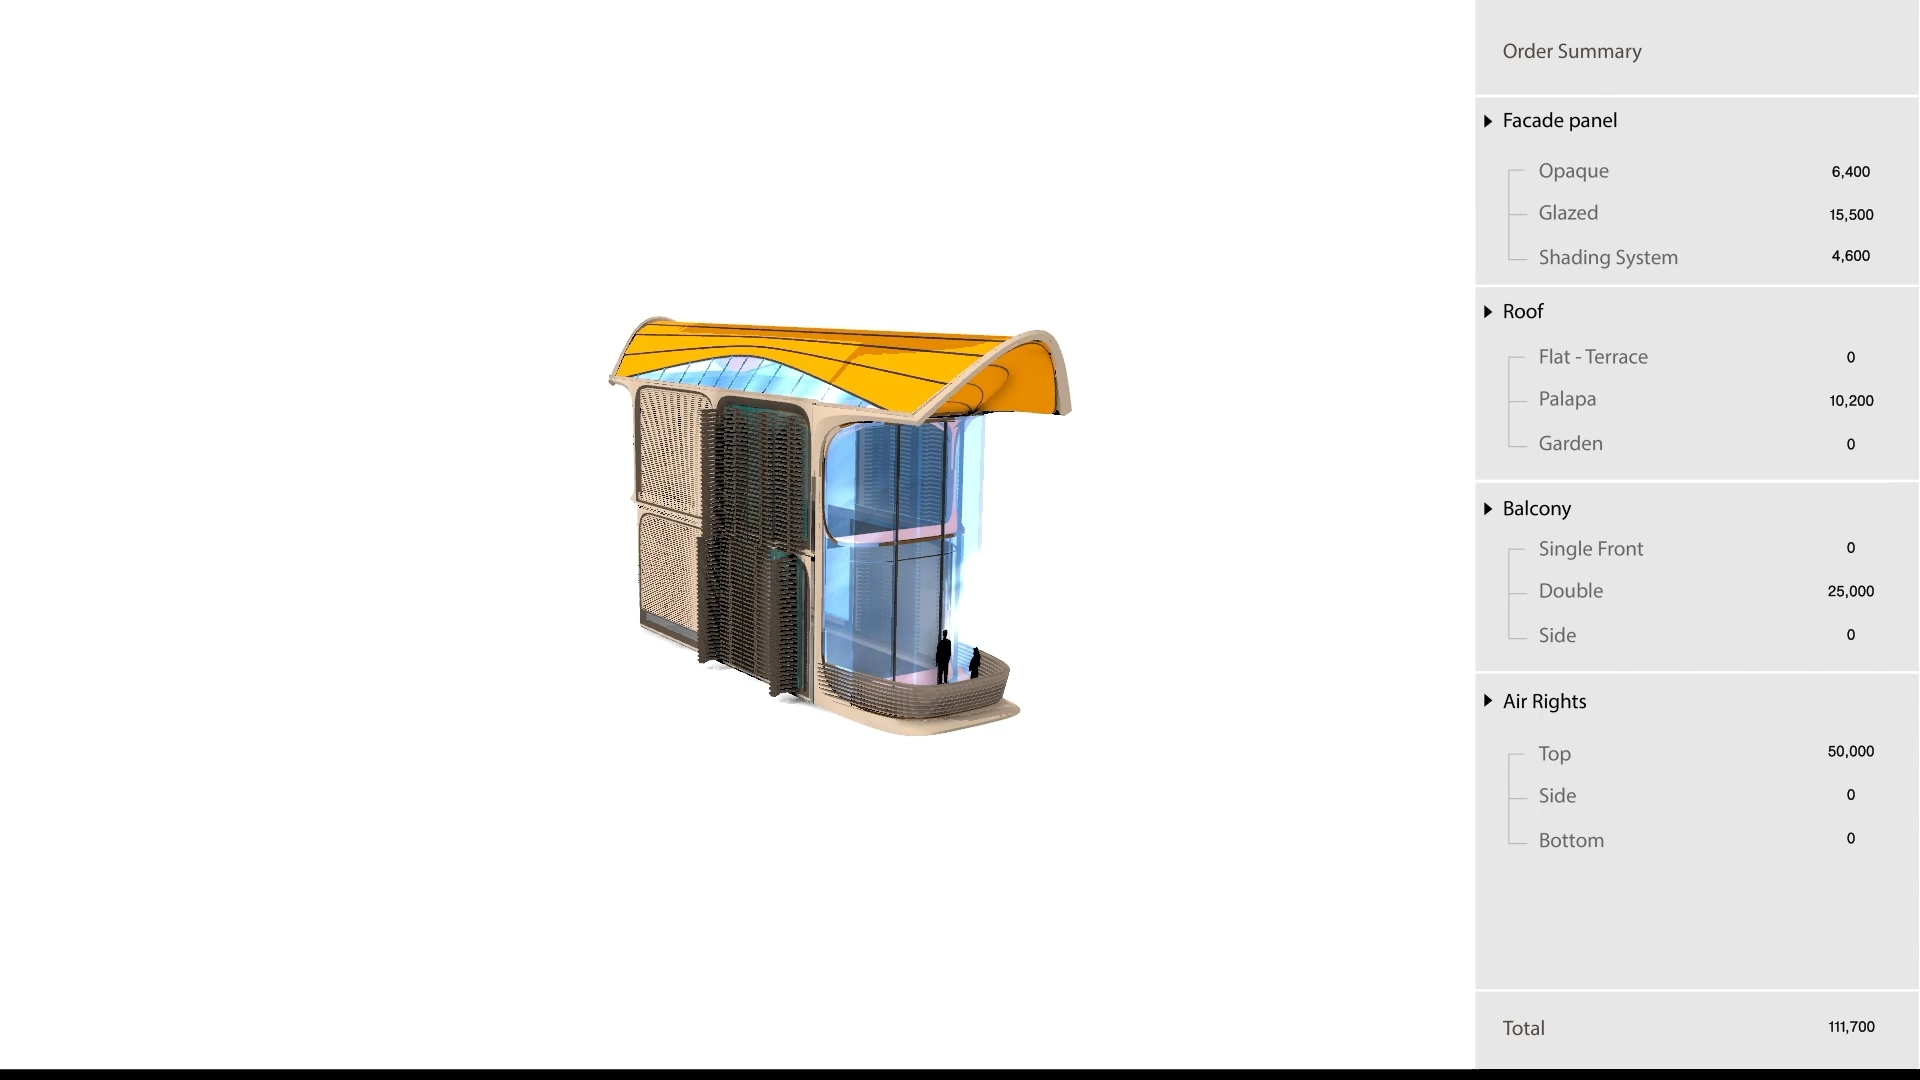 Order Summary
Facade panel
Opaque 6,400
Glazed 15,500
Shading System 4,600
Roof
Flat - Terrace 0
Palapa 10,200
Garden 0
Balcony
Single Front 0
Double 25,000
Side 0
Air Rights
Top 50,000
Side 0
Bottom 0
Total 111,700